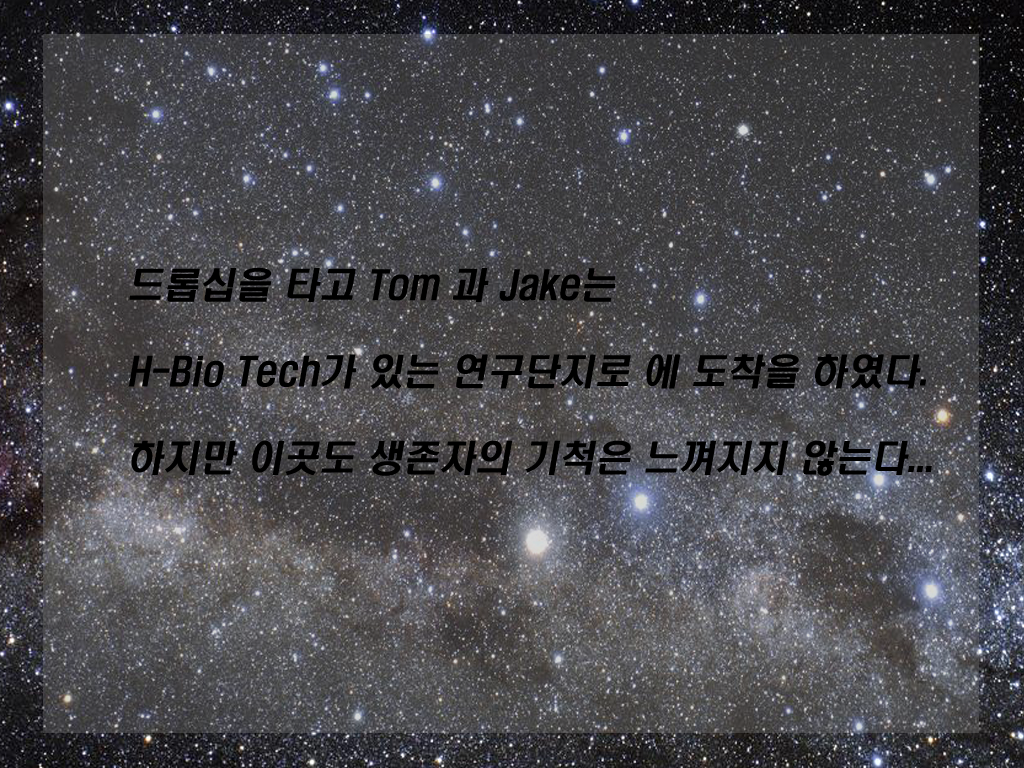 드롭십을 타고 Tom 과 Jake는
H-Bio Tech가 있는 연구단지로 에 도착을 하였다.
하지만 이곳도 생존자의 기척은 느껴지지 않는다...